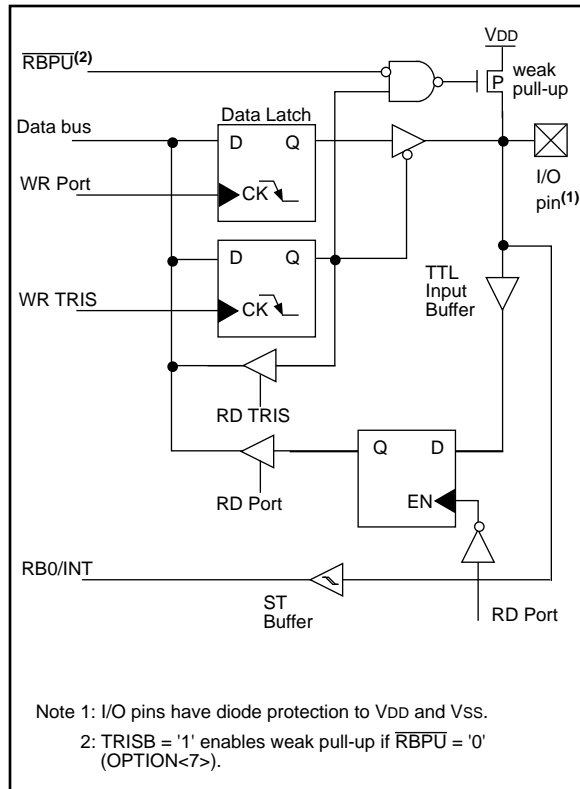 VDD
RBPU(2)
P
weak
pull-up
Data Latch
Data bus
D Q
WR Port
CK
I/O
pin(1)
D Q
TTL
Input
Buffer
WR TRIS
CK
RD TRIS
Q D
RD Port
EN
RB0/INT
ST
Buffer
RD Port
Note 1: I/O pins have diode protection to VDD and VSS.
2: TRISB = '1' enables weak pull-up if RBPU = '0'
(OPTION<7>).